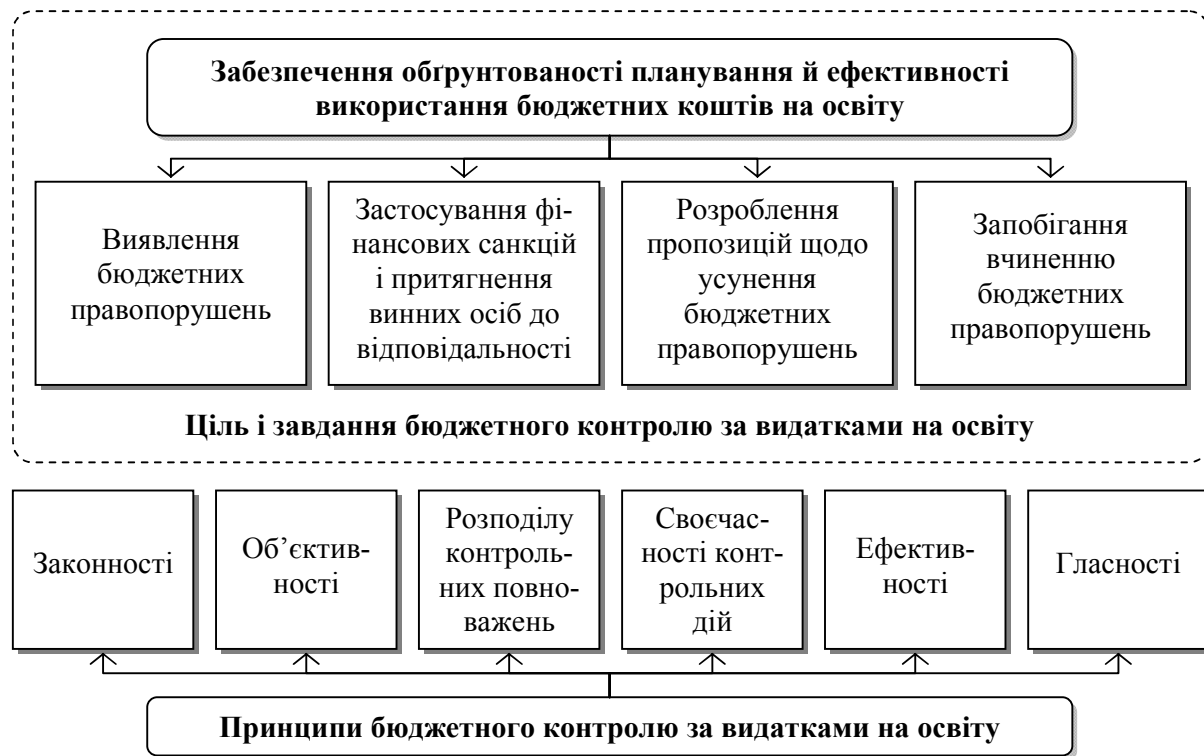 Забезпечення обґрунтованості планування й ефективності
використання бюджетних коштів на освіту
Виявлення
бюджетних
правопорушень
Застосування фі-
нансових санкцій
і притягнення
винних осіб до
відповідальності
Розроблення
пропозицій щодо
усунення
бюджетних
правопорушень
Запобігання
вчиненню
бюджетних
правопорушень
Ціль і завдання бюджетного контролю за видатками на освіту
Законності
Об’єктив-
ності
Розподілу
контроль-
них повно-
важень
Своєчас-
ності конт-
рольних
дій
Ефектив-
ності
Гласності
Принципи бюджетного контролю за видатками на освіту